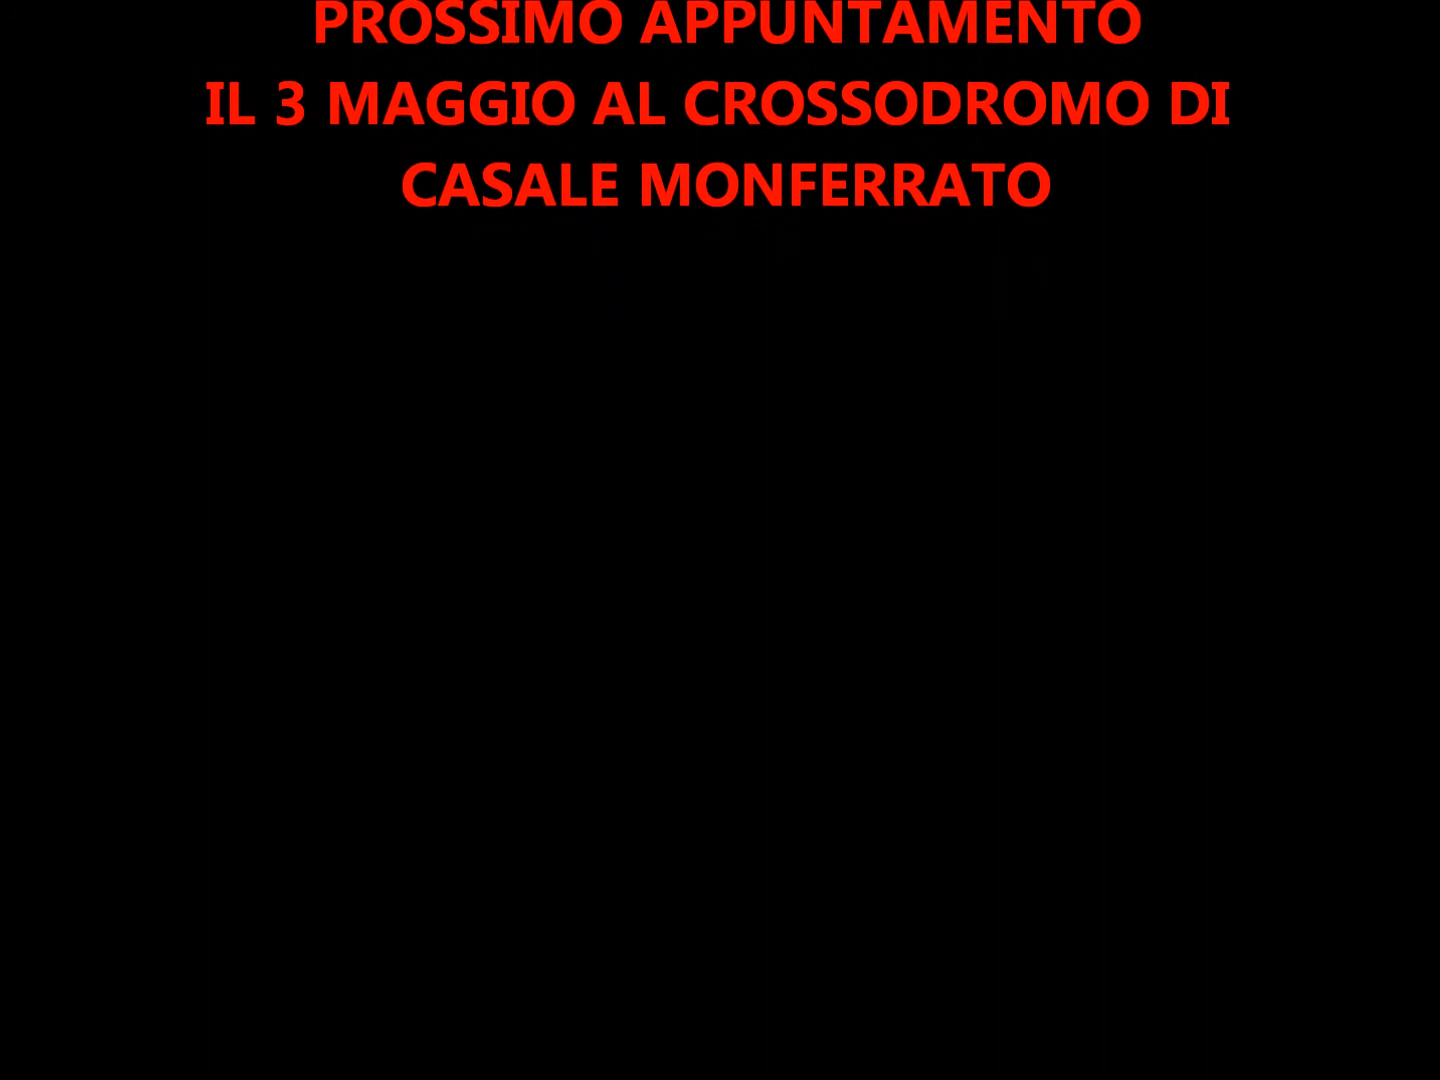 PROSSIMO APPUNTAMENTO
IL 3 MAGGIO AL CROSSODROMO DI
CASALE MONFERRATO